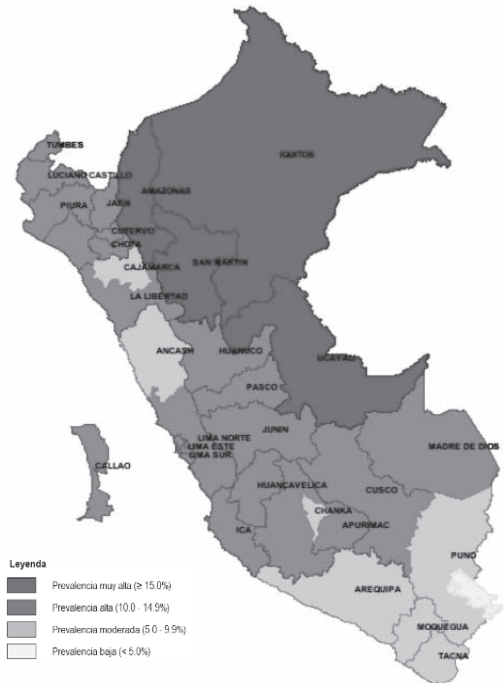 TUMBES
IQUITOS
LUCIANO CASTILLO
AMAZONAS
PIURA
JAEN
CUTERVO
CHOTA
CAJAMARCA
SAN MARTIN
LA LIBERTAD
ANCASH
HUANUCO
UCAYALI
PASCO
JUNIN
LIMA NORTE
LIMA ESTE
LIMA SUR
MADRE DE DIOS
CALLAO
HUANCAVELICA
CUSCO
CHANKA
APURIMAC
ICA
PUNO
AREQUIPA
MOQUEGUA
TACNA
Leyenda
Prevalencia muy alta (≥ 15.0%)
Prevalencia alta (10.0 - 14.9%)
Prevalencia moderada (5.0 - 9.9%)
Prevalencia baja (< 5.0%)